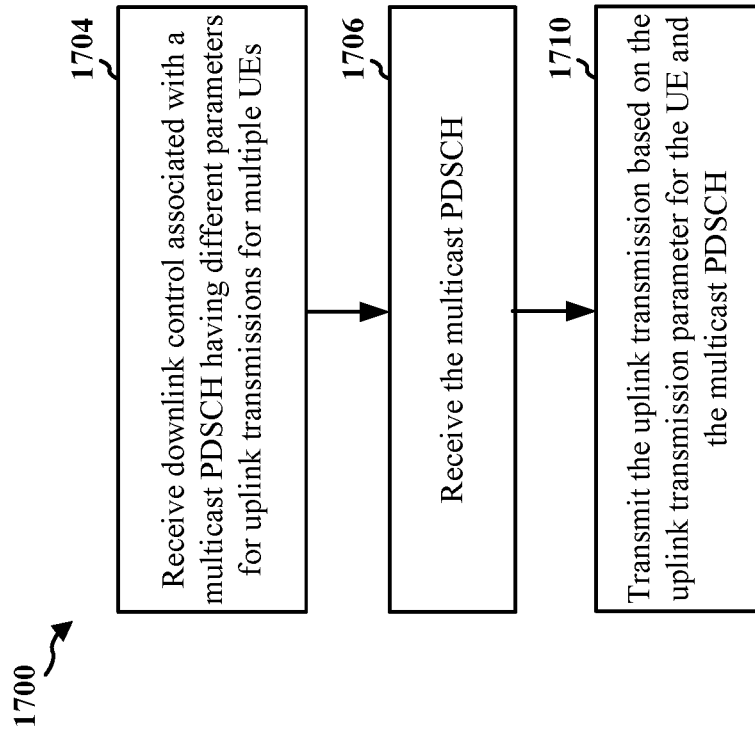 1700
1704
Receive downlink control associated with a
multicast PDSCH having different parameters
for uplink transmissions for multiple UEs
1706
Receive the multicast PDSCH
1710
Transmit the uplink transmission based on the
uplink transmission parameter for the UE and
the multicast PDSCH